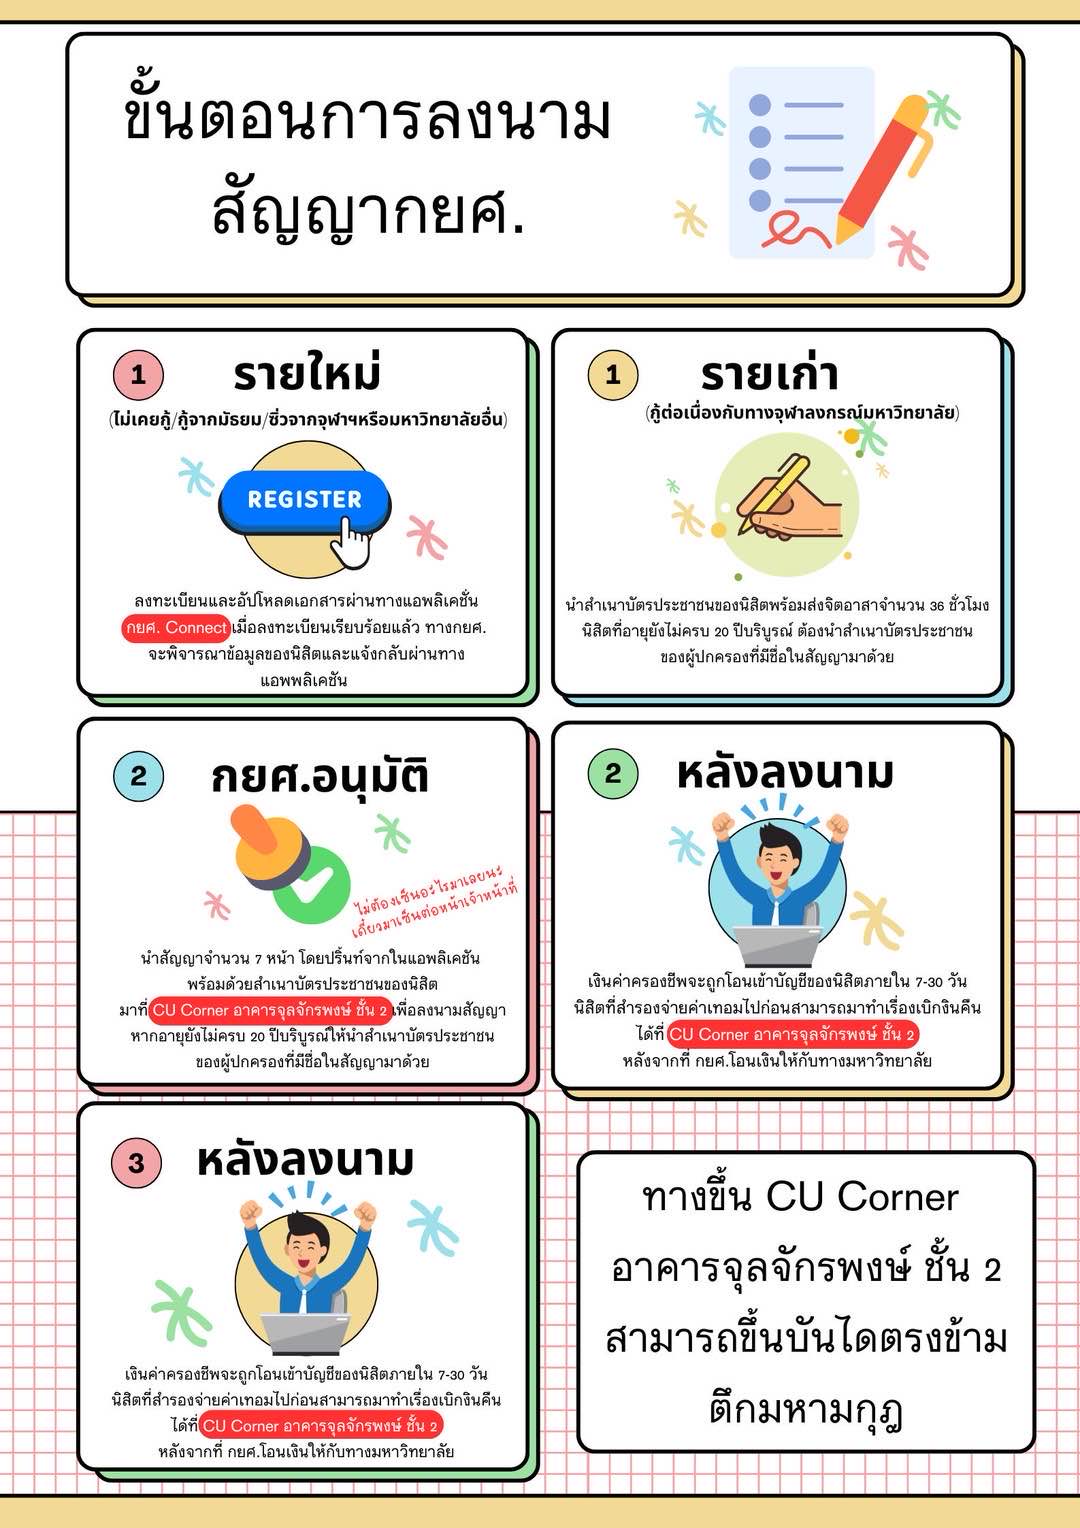 ขั้นตอนการลงนาม
สัญญากยศ.
1
รายใหม่
(ไม่เคยกู้/กู้จากมัธยม/ซิ่วจากจุฬาฯหรือมหาวิทยาลัยอื่น)
REGISTER
ลงทะเบียนและอัปโหลดเอกสารผ่านทางแอพลิเคชั่น
กยศ. Connect เมื่อลงทะเบียนเรียบร้อยแล้ว ทางกยศ.
จะพิจารณาข้อมูลของนิสิตและแจ้งกลับผ่านทาง
แอพพลิเคชัน
1
รายเก่า
(กู้ต่อเนื่องกับทางจุฬาลงกรณ์มหาวิทยาลัย)
นำสำเนาบัตรประชาชนของนิสิตพร้อมส่งจิตอาสาจำนวน 36 ชั่วโมง
นิสิตที่อายุยังไม่ครบ 20 ปีบริบูรณ์ ต้องนำสำเนาบัตรประชาชน
ของผู้ปกครองที่มีชื่อในสัญญามาด้วย
2
กยศ.อนุมัติ
ไม่ต้องเซ็นอะไรมาเลยนะ
เดี๋ยวมาเซ็นต่อหน้าเจ้าหน้าที่
นำสัญญาจำนวน 7 หน้า โดยปริ้นท์จากในแอพลิเคชัน
พร้อมด้วยสำเนาบัตรประชาชนของนิสิต
มาที่ CU Corner อาคารจุลจักรพงษ์ ชั้น 2 เพื่อลงนามสัญญา
หากอายุยังไม่ครบ 20 ปีบริบูรณ์ให้นำสำเนาบัตรประชาชน
ของผู้ปกครองที่มีชื่อในสัญญามาด้วย
2
หลังลงนาม
เงินค่าครองชีพจะถูกโอนเข้าบัญชีของนิสิตภายใน 7-30 วัน
นิสิตที่สำรองจ่ายค่าเทอมไปก่อนสามารถมาทำเรื่องเบิกเงินคืน
ได้ที่ CU Corner อาคารจุลจักรพงษ์ ชั้น 2
หลังจากที่ กยศ.โอนเงินให้กับทางมหาวิทยาลัย
3
หลังลงนาม
เงินค่าครองชีพจะถูกโอนเข้าบัญชีของนิสิตภายใน 7-30 วัน
นิสิตที่สำรองจ่ายค่าเทอมไปก่อนสามารถมาทำเรื่องเบิกเงินคืน
ได้ที่ CU Corner อาคารจุลจักรพงษ์ ชั้น 2
หลังจากที่ กยศ.โอนเงินให้กับทางมหาวิทยาลัย
ทางขึ้น CU Corner
อาคารจุลจักรพงษ์ ชั้น 2
สามารถขึ้นบันไดตรงข้าม
ตึกมหามกุฎ